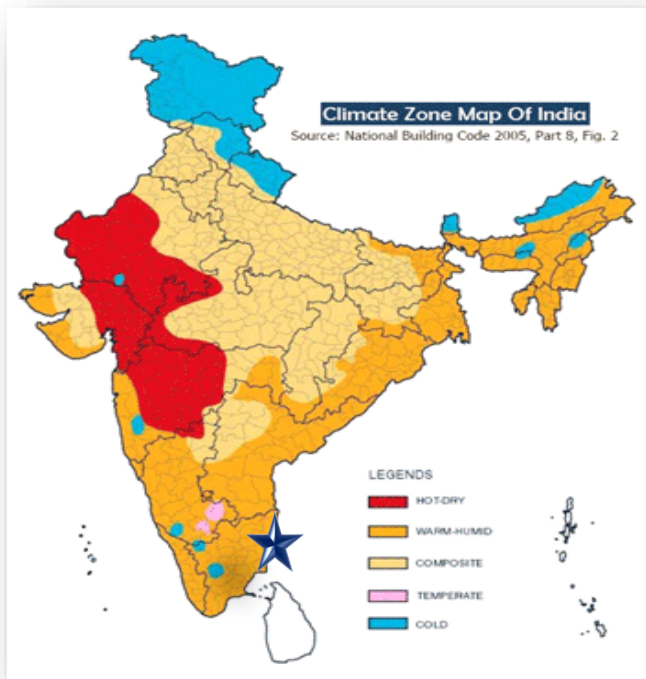 Climate Zone Map Of India
Source: National Building Code 2005, Part 8, Fig. 2
LEGENDS
HOT-DRY
WARM-HUMID
COMPOSITE
TEMPERATE
COLD